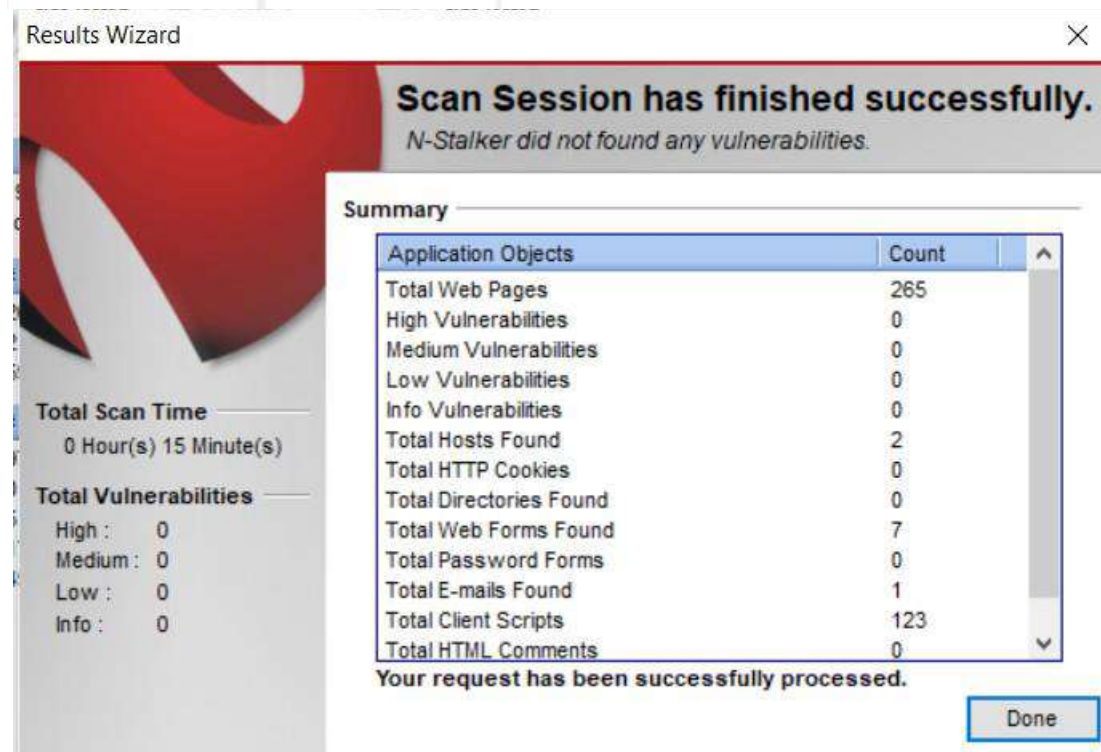 Results Wizard
Scan Session has finished successfully.
N-Stalker did not found any vulnerabilities.
Summary
Application Objects Count
Total Web Pages 265
High Vulnerabilities 0
Medium Vulnerabilities 0
Low Vulnerabilities 0
Info Vulnerabilities 0
Total Hosts Found 2
Total HTTP Cookies 0
Total Directories Found 0
Total Web Forms Found 7
Total Password Forms 0
Total E-mails Found 1
Total Client Scripts 123
Total HTML Comments 0
Total Scan Time
0 Hour(s) 15 Minute(s)
Total Vulnerabilities
High : 0
Medium : 0
Low : 0
Info : 0
Your request has been successfully processed.
Done